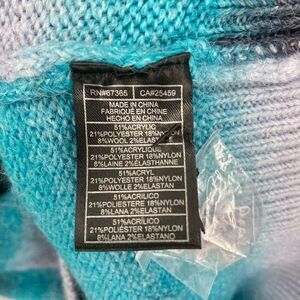 RN#67365 CA#25459
MADE IN CHINA
FABRIQUÉ EN CHINE
HECHO EN CHINA
51%ACRYLIC
21%POLYESTER 18%NYLON
8%WOOL 2%ELASTANE
51%ACRYLIQUE
21%POLYESTER 18%NYLON
8%LAINE 2%ELASTHANNE
51%ACRYL
21%POLYESTER 18%NYLON
8%WOLLE 2%ELASTAN
51%ACRILICO
21%POLIESTERE 18%NYLON
8%LANA 2%ELASTAN
51%ACRÍLICO
21%POLIÉSTER 18%NYLON
8%LANA 2%ELASTANO